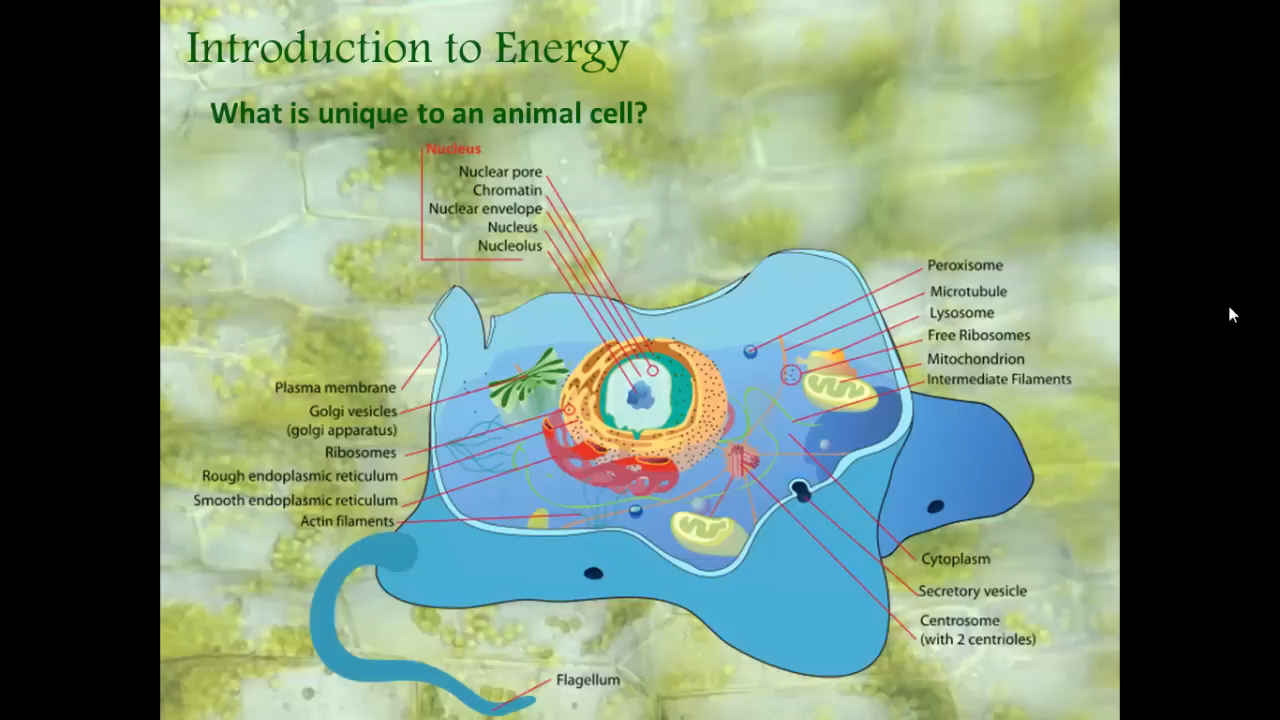 Introduction to Energy
What is unique to an animal cell?
Nucleus
Nuclear pore
Chromatin
Nuclear envelope
Nucleus
Nucleolus
Peroxisome
Microtubule
Lysosome
Free Ribosomes
Mitochondrion
Intermediate Filaments
Plasma membrane
Golgi vesicles
(golgi apparatus)
Ribosomes
Rough endoplasmic reticulum
Smooth endoplasmic reticulum
Actin filaments
Cytoplasm
Secretory vesicle
Centrosome
(with 2 centrioles)
Flagellum